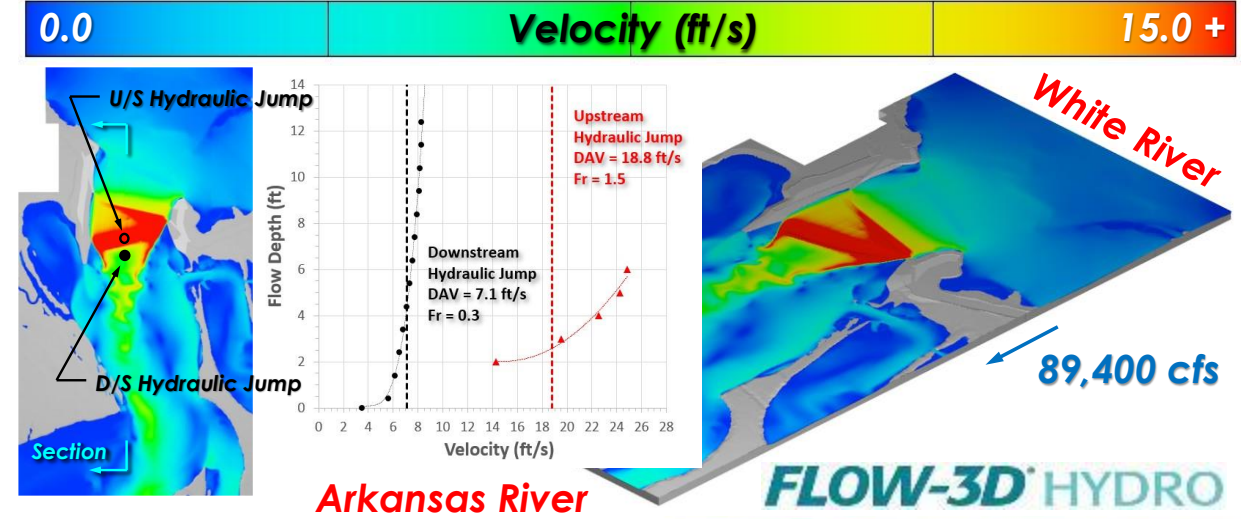 0.0 Velocity (ft/s) 15.0 +
U/S Hydraulic Jump
D/S Hydraulic Jump
Section
14
12
10
8
6
4
2
0
Flow Depth (ft)
Upstream
Hydraulic Jump
DAV = 18.8 ft/s
Fr = 1.5
Downstream
Hydraulic Jump
DAV = 7.1 ft/s
Fr = 0.3
0 2 4 6 8 10 12 14 16 18 20 22 24 26 28
Velocity (ft/s)
White River
89,400 cfs
Arkansas River
FLOW-3D® HYDRO